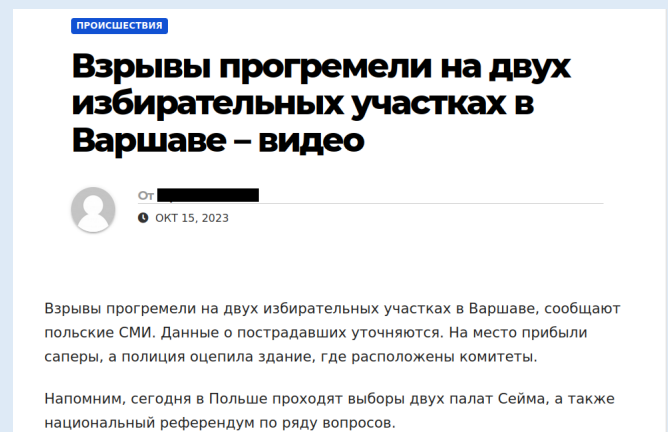 ПРОИСШЕСТВИЯ
Взрывы прогремели на двух
избирательных участках в
Варшаве – видео
От
ОКТ 15, 2023
Взрывы прогремели на двух избирательных участках в Варшаве, сообщают
польские СМИ. Данные о пострадавших уточняются. На место прибыли
саперы, а полиция оцепила здание, где расположены комитеты.
Напомним, сегодня в Польше проходят выборы двух палат Сейма, а также
национальный референдум по ряду вопросов.